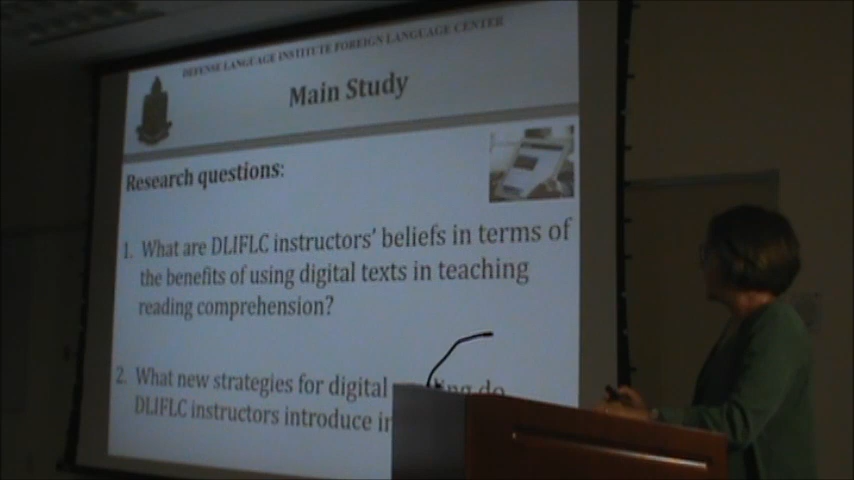 DEFENSE LANGUAGE INSTITUTE FOREIGN LANGUAGE CENTER
Main Study
Research questions:
1. What are DLIFLC instructors' beliefs in terms of
the benefits of using digital texts in teaching
reading comprehension?
2. What new strategies for digital do
DLIFLC instructors introduce